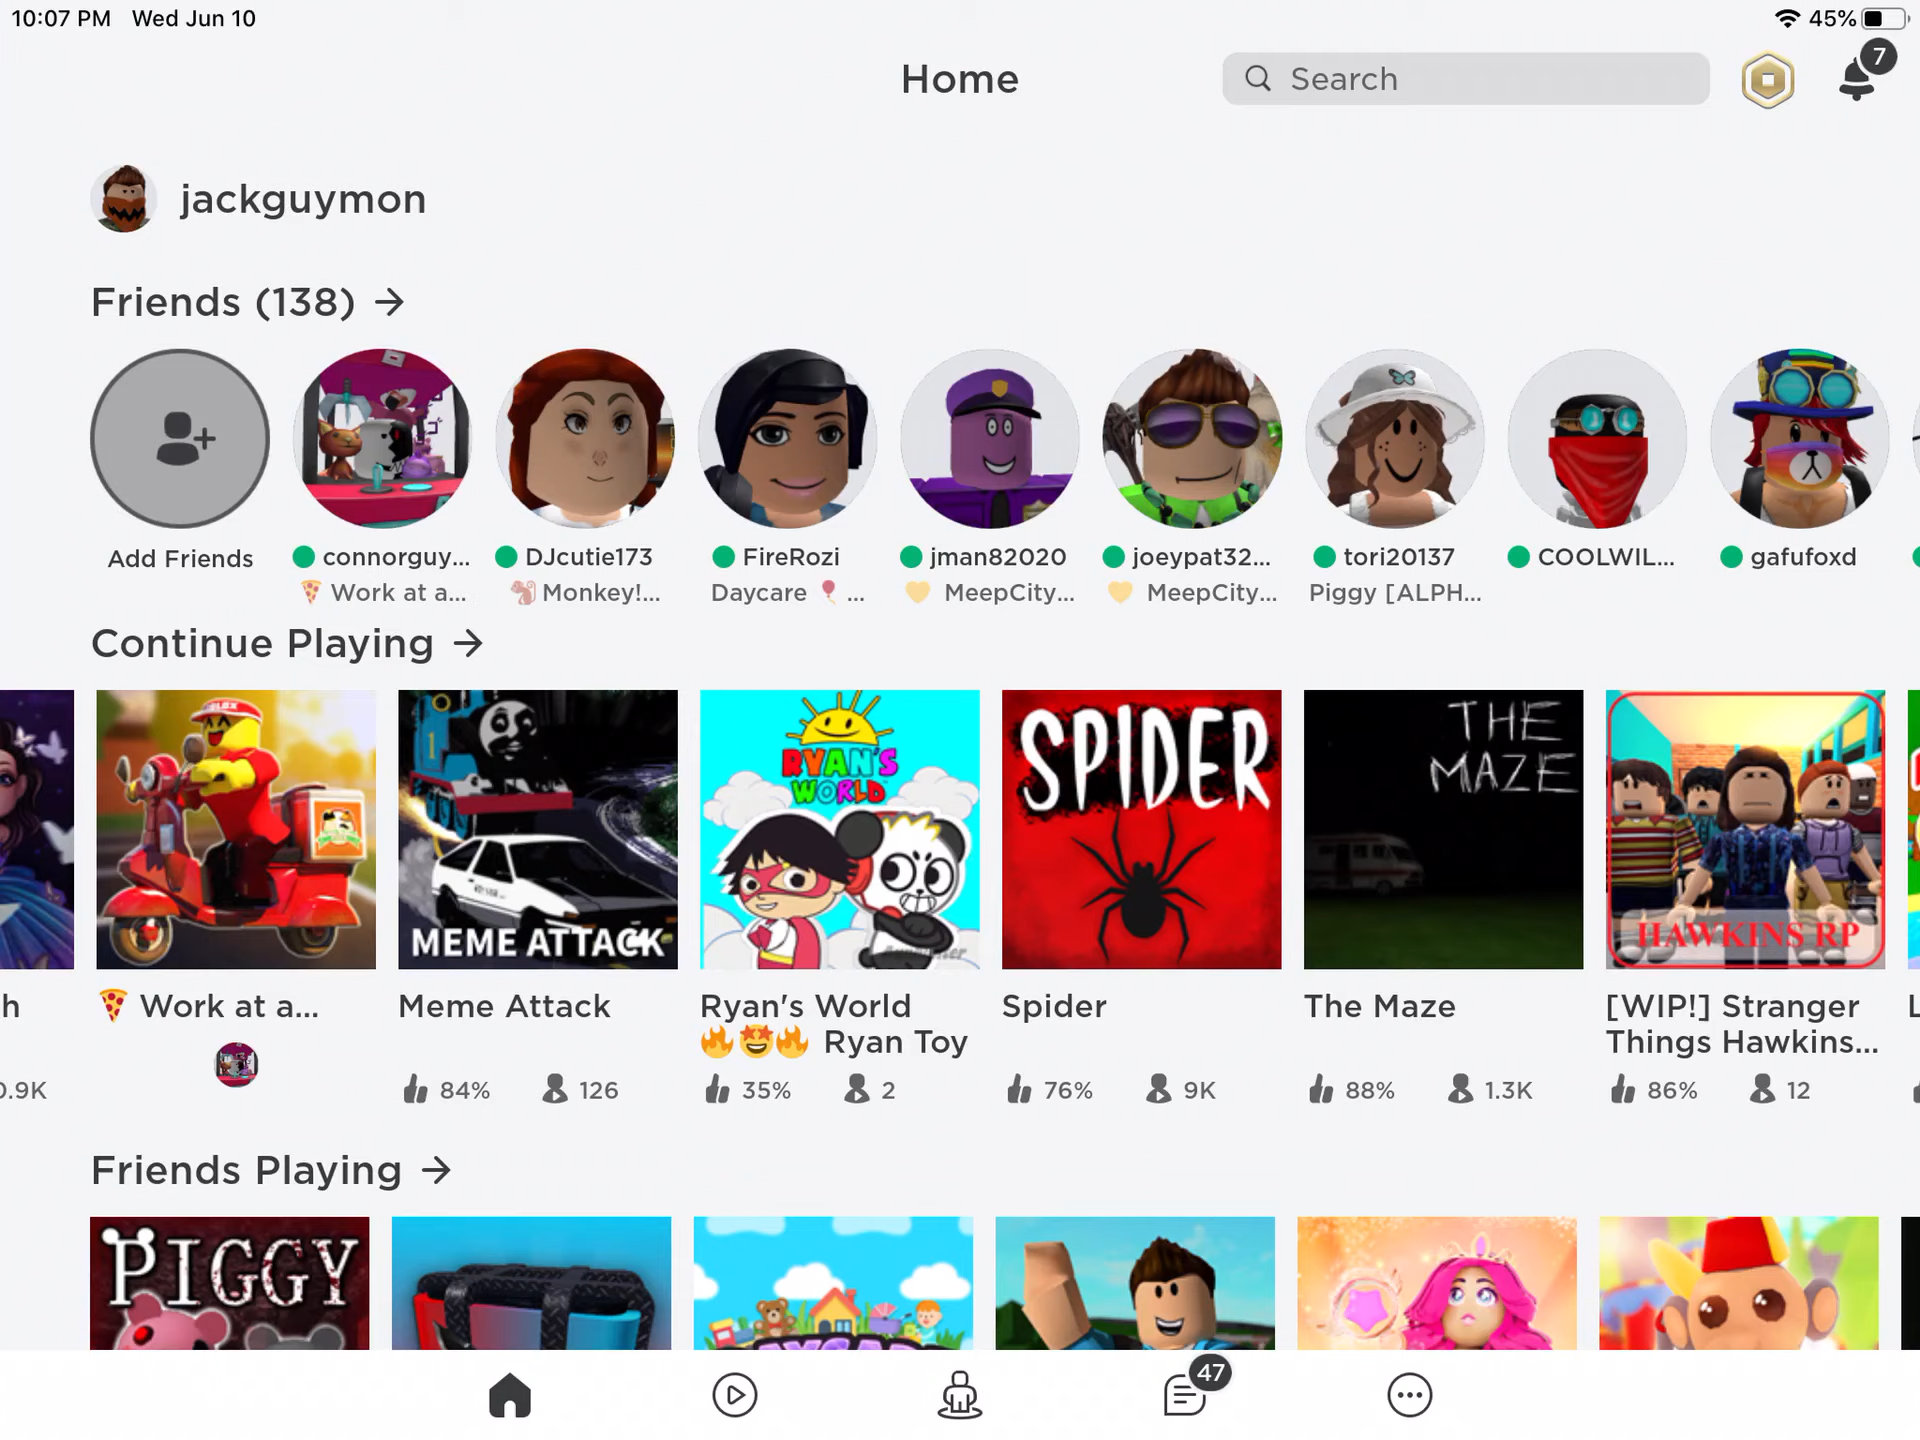 10:07 PM Wed Jun 10
45%
Home
Search
7
jackguymon
Friends (138) →
Add Friends
connorguy...
DJcutie173
FireRozi
jman82020
joeypat32...
tori20137
COOLWIL...
gafufoxd
🍕 Work at a...
🐒 Monkey!...
Daycare 🎈 ...
💛 MeepCity...
💛 MeepCity...
Piggy [ALPH...
Continue Playing →
MEME ATTACK
RYAN'S
WORLD
SPIDER
THE
MAZE
HAWKINS RP
h
🍕 Work at a...
Meme Attack
Ryan's World
🔥🤩🔥 Ryan Toy
Spider
The Maze
[WIP!] Stranger
Things Hawkins...
0.9K
84% 126
35% 2
76% 9K
88% 1.3K
86% 12
Friends Playing →
PIGGY
47